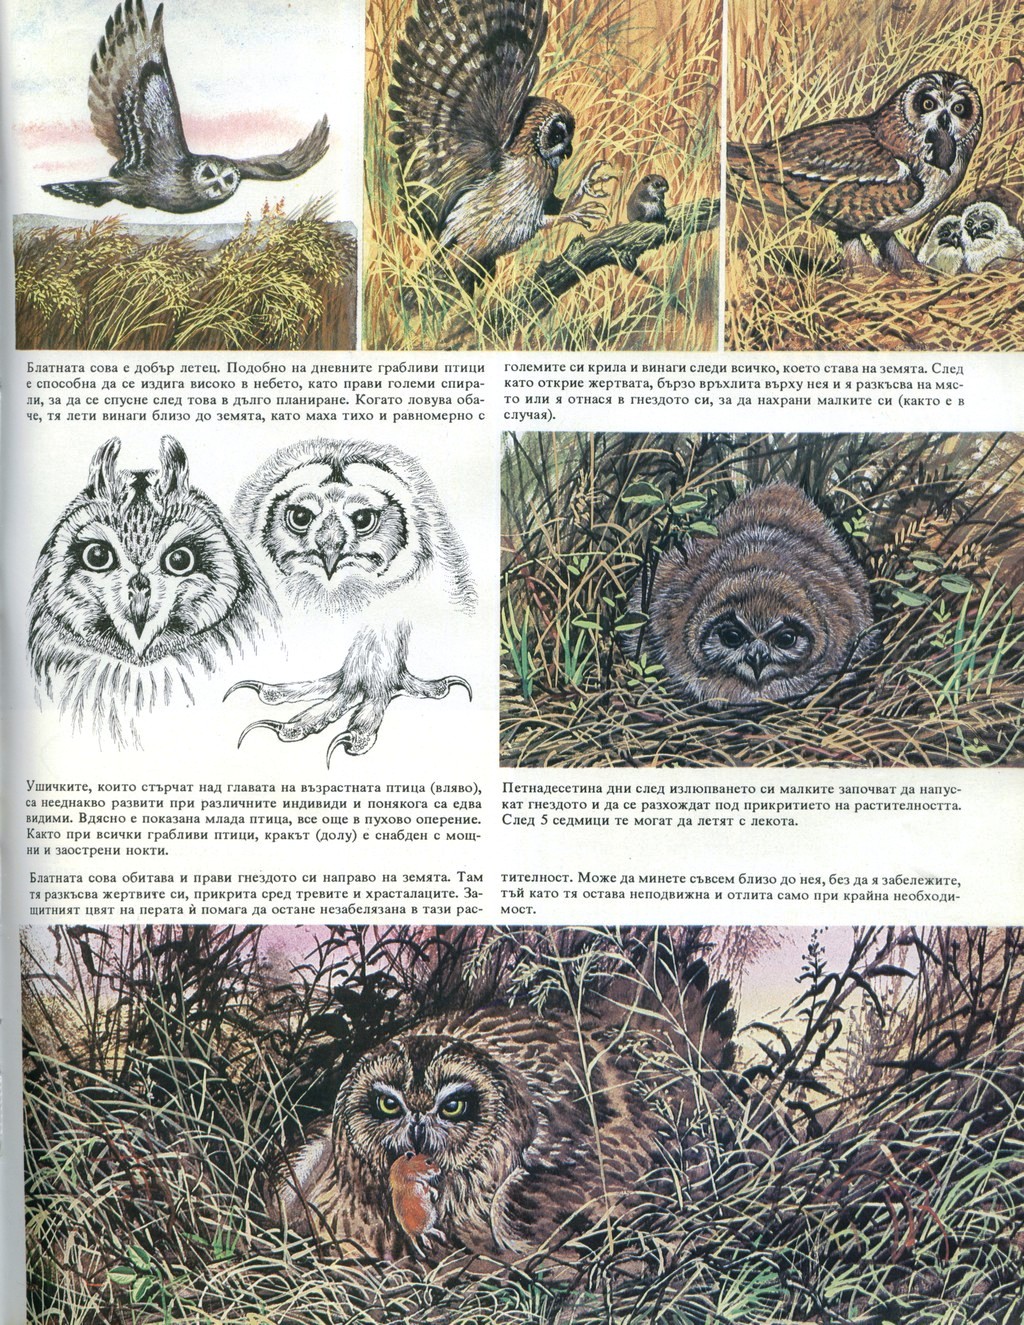 Блатната сова е добър летец. Подобно на дневните грабливи птици
е способна да се издига високо в небето, като прави големи спира-
ли, за да се спусне след това в дълго планиране. Когато ловува оба-
че, тя лети винаги близо до земята, като маха тихо и равномерно с
големите си крила и винаги следи всичко, което става на земята. След
като открие жертвата, бързо връхлита върху нея и я разкъсва на мяс-
то или я отнася в гнездото си, за да нахрани малките си (както е в
случая).
Ушичките, които стърчат над главата на възрастната птица (вляво),
са нееднакво развити при различните индивиди и понякога са едва
видими. Вдясно е показана млада птица, все още в пухово оперение.
Както при всички грабливи птици, кракът (долу) е снабден с мощ-
ни и заострени нокти.
Петнадесетина дни след излюпването си малките започват да напус-
кат гнездото и да се разхождат под прикритието на растителността.
След 5 седмици те могат да летят с лекота.
Блатната сова обитава и прави гнездото си направо на земята. Там
тя разкъсва жертвите си, прикрита сред тревите и храсталаците. За-
щитният цвят на перата ѝ помага да остане незабелязана в тази рас-
тителност. Може да минете съвсем близо до нея, без да я забележите,
тъй като тя остава неподвижна и отлита само при крайна необходи-
мост.